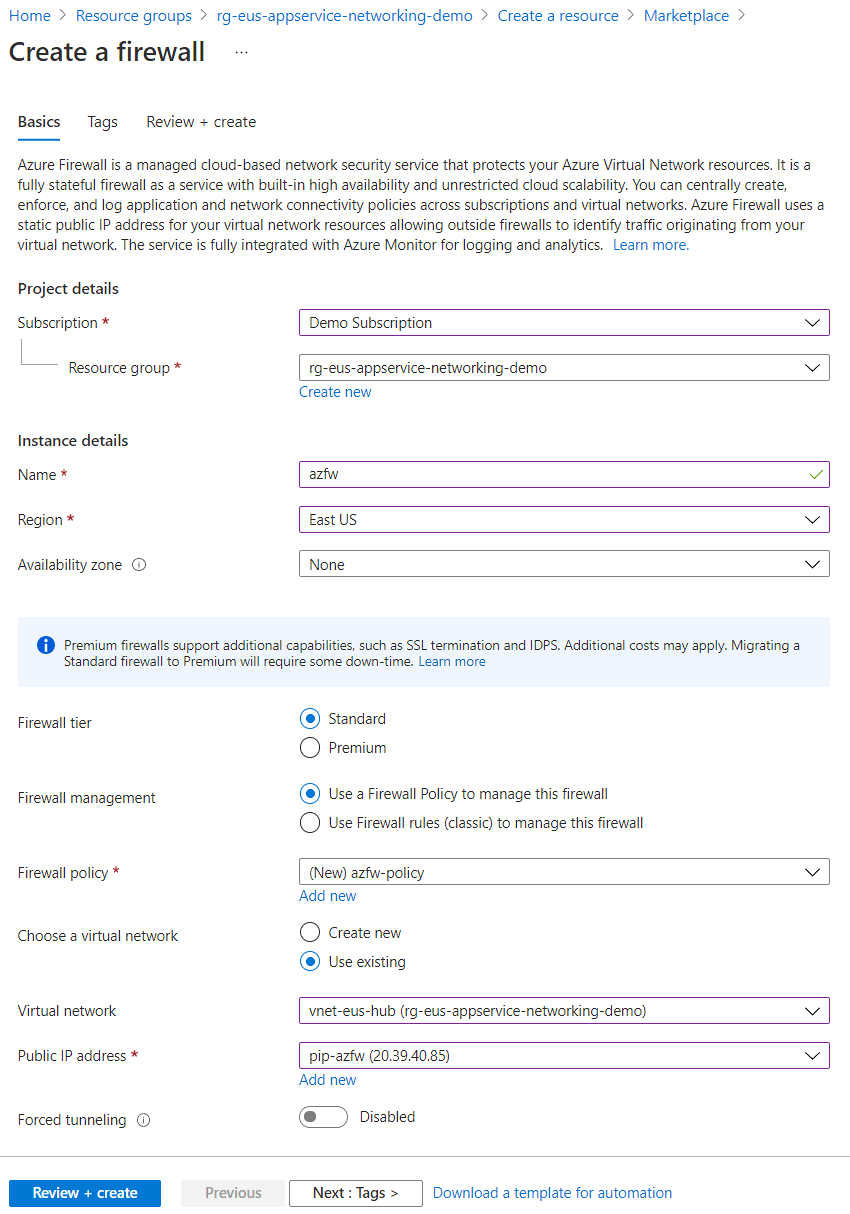 Home > Resource groups > rg-eus-appservice-networking-demo > Create a resource > Marketplace >
Create a firewall ...
Basics Tags Review + create
Azure Firewall is a managed cloud-based network security service that protects your Azure Virtual Network resources. It is a
fully stateful firewall as a service with built-in high availability and unrestricted cloud scalability. You can centrally create,
enforce, and log application and network connectivity policies across subscriptions and virtual networks. Azure Firewall uses a
static public IP address for your virtual network resources allowing outside firewalls to identify traffic originating from your
virtual network. The service is fully integrated with Azure Monitor for logging and analytics. Learn more.
Project details
Subscription * Demo Subscription
Resource group * rg-eus-appservice-networking-demo
Create new
Instance details
Name * azfw
Region * East US
Availability zone None
Premium firewalls support additional capabilities, such as SSL termination and IDPS. Additional costs may apply. Migrating a
Standard firewall to Premium will require some down-time. Learn more
Firewall tier Standard
Premium
Firewall management Use a Firewall Policy to manage this firewall
Use Firewall rules (classic) to manage this firewall
Firewall policy * (New) azfw-policy
Add new
Choose a virtual network Create new
Use existing
Virtual network vnet-eus-hub (rg-eus-appservice-networking-demo)
Public IP address * pip-azfw (20.39.40.85)
Add new
Forced tunneling Disabled
Review + create Previous Next : Tags > Download a template for automation